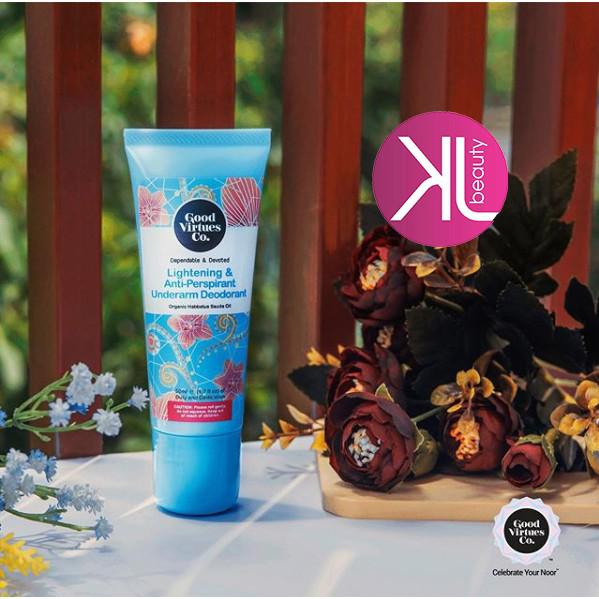 KL
beauty
Good
Virtues
Co.
Dependable & Devoted
Lightening &
Anti-Perspirant
Underarm Deodorant
Organic Habbatus Sauda Oil
Good
Virtues
Co.
TM
Celebrate Your Noor